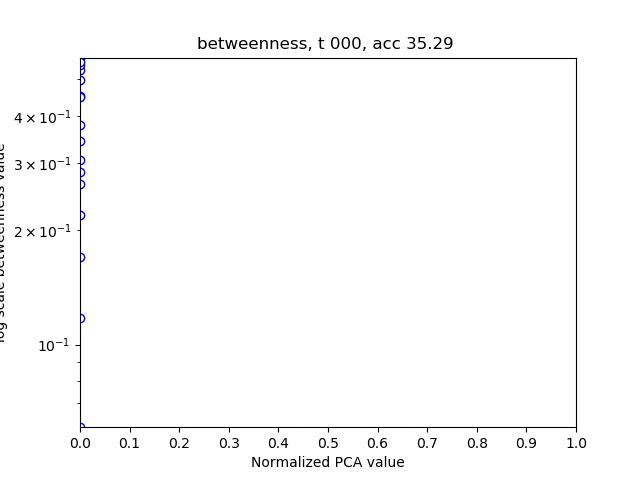 betweenness, t 000, acc 35.29
4 × 10⁻¹
3 × 10⁻¹
2 × 10⁻¹
10⁻¹
log scale betweenness value
0.0 0.1 0.2 0.3 0.4 0.5 0.6 0.7 0.8 0.9 1.0
Normalized PCA value